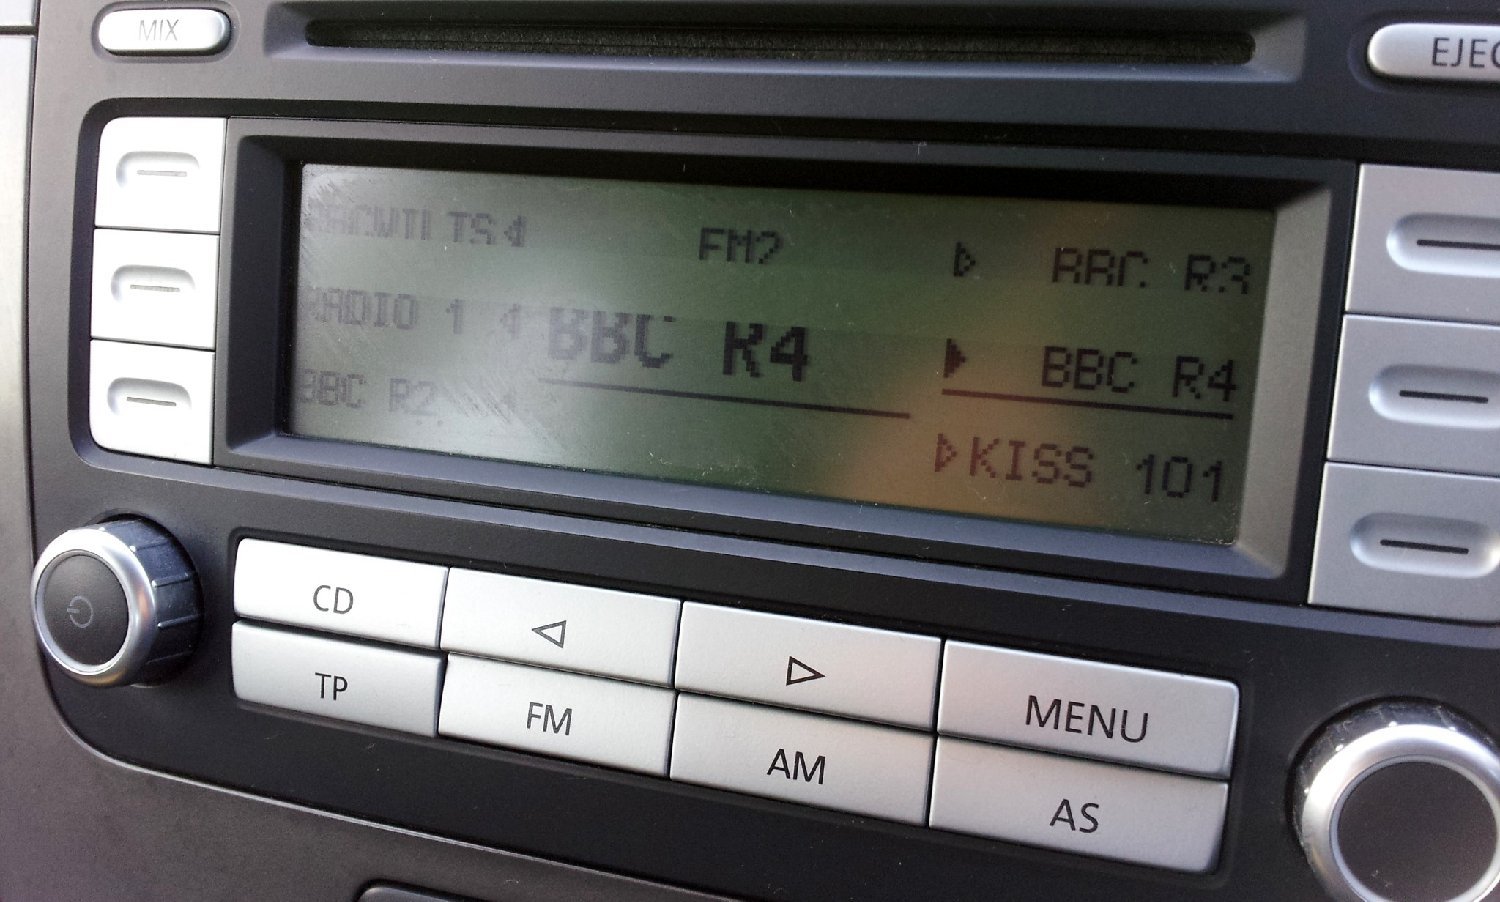 MIX
EJEC
FM2
BBC R3
RADIO 1
BBC R4
BBC R4
BBC R2
KISS 101
CD
TP
FM
AM
MENU
AS